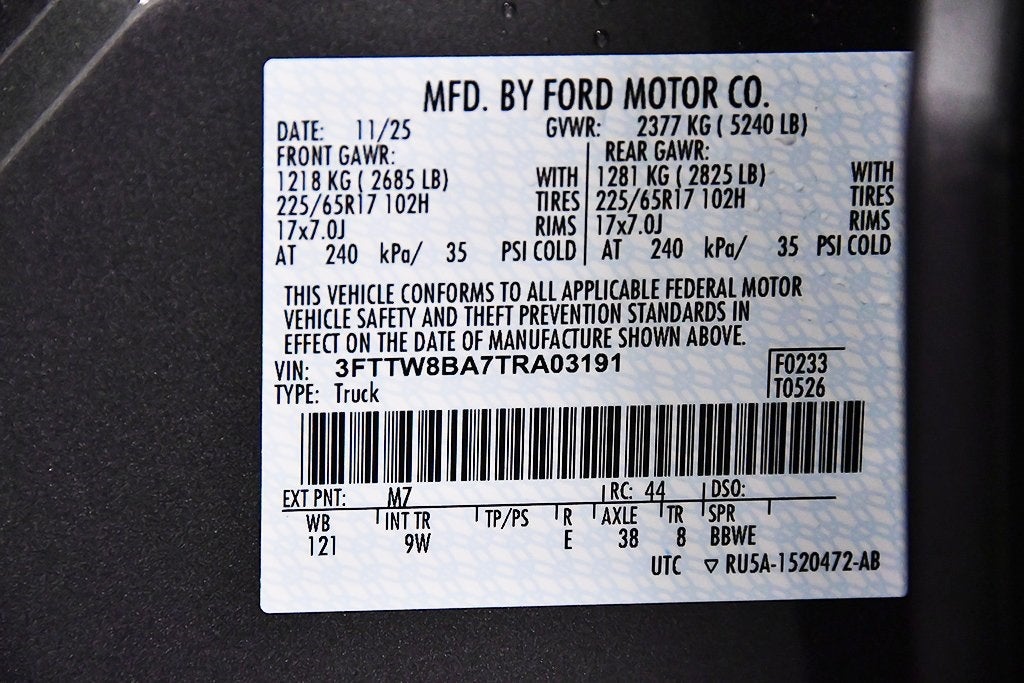 MFD. BY FORD MOTOR CO.
DATE: 11/25 GVWR: 2377 KG ( 5240 LB)
FRONT GAWR: REAR GAWR:
1218 KG ( 2685 LB) WITH 1281 KG ( 2825 LB) WITH
225/65R17 102H TIRES 225/65R17 102H TIRES
17x7.0J RIMS 17x7.0J RIMS
AT 240 kPa/ 35 PSI COLD AT 240 kPa/ 35 PSI COLD
THIS VEHICLE CONFORMS TO ALL APPLICABLE FEDERAL MOTOR
VEHICLE SAFETY AND THEFT PREVENTION STANDARDS IN
EFFECT ON THE DATE OF MANUFACTURE SHOWN ABOVE.
VIN: 3FTTW8BA7TRA03191 F0233
TYPE: Truck T0526
EXT PNT: M7 RC: 44 DSO:
WB INT TR TP/PS R AXLE TR SPR
121 9W E 38 8 BBWE
UTC ▽ RU5A-1520472-AB